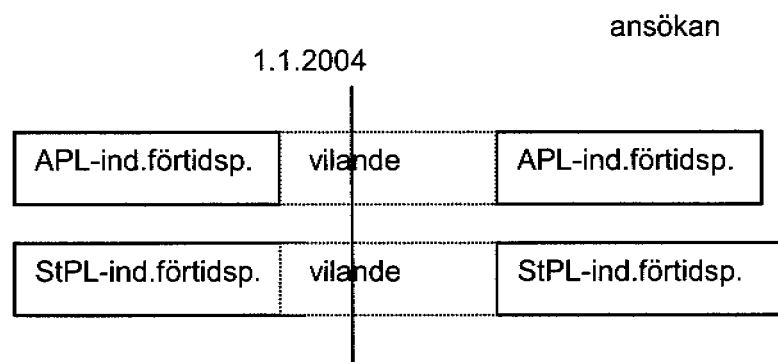 ansökan
1.1.2004
APL-ind.förtidsp. vilande APL-ind.förtidsp.
StPL-ind.förtidsp. vilande StPL-ind.förtidsp.